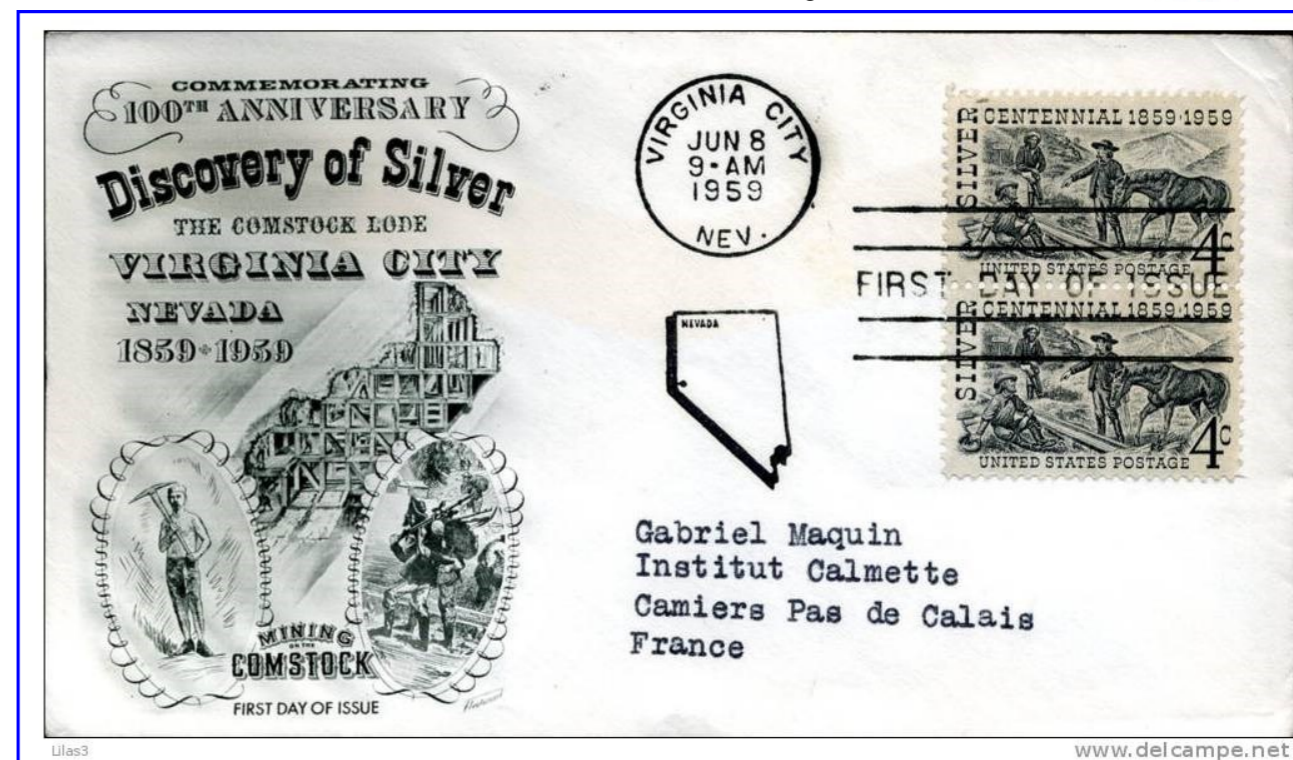 COMMEMORATING
100TH ANNIVERSARY
Discovery of Silver
THE COMSTOCK LODE
VIRGINIA CITY
NEVADA
1859 * 1959
MINING
ON THE
COMSTOCK
FIRST DAY OF ISSUE
VIRGINIA CITY
JUN 8
9-AM
1959
NEV.
NEVADA
SILVER
CENTENNIAL 1859·1959
4c
UNITED STATES POSTAGE
FIRST DAY OF ISSUE
SILVER
CENTENNIAL 1859·1959
4c
UNITED STATES POSTAGE
Gabriel Maquin
Institut Calmette
Camiers Pas de Calais
France
Lilas3
www.delcampe.net